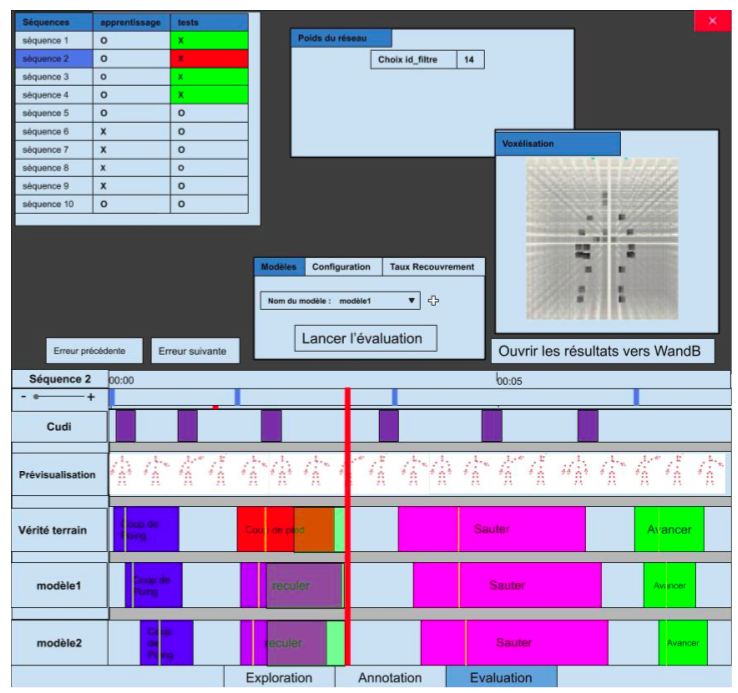 Séquences apprentissage tests
séquence 1 O X
séquence 2 O X
séquence 3 O X
séquence 4 O X
séquence 5 O O
séquence 6 X O
séquence 7 X O
séquence 8 X O
séquence 9 X O
séquence 10 O O
×
Poids du réseau
Choix id_filtre 14
Voxélisation
Modèles Configuration Taux Recouvrement
Nom du modèle : modèle1
Lancer l'évaluation
Erreur précédente
Erreur suivante
Ouvrir les résultats vers WandB
Séquence 2 00:00 00:05
- +
Cudi
Prévisualisation
Vérité terrain
Coup de
Poing
Coup de pied
Sauter
Avancer
modèle1
Coup de
Poing
reculer
Sauter
Avancer
modèle2
Coup
de
Poing
reculer
Sauter
Avancer
Exploration Annotation Evaluation